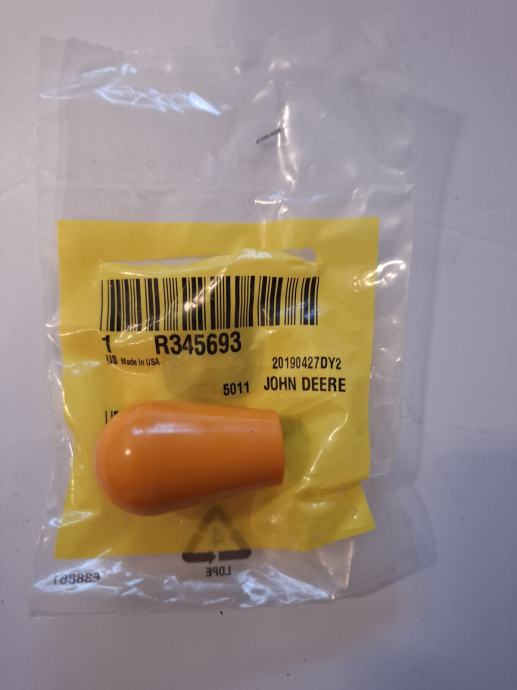 1 R345693
US Made in USA
20190427DY2
5011 JOHN DEERE
LDPE